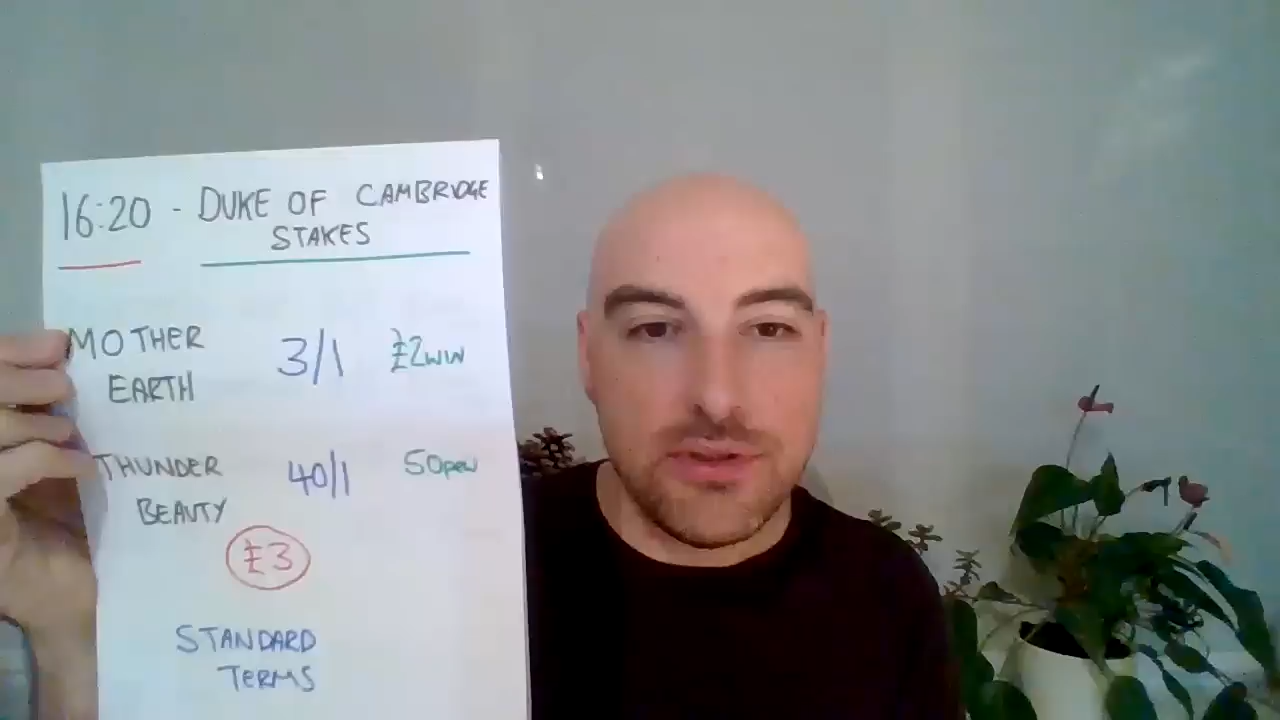 16:20 - DUKE OF CAMBRIDGE
STAKES
MOTHER
EARTH 3/1 £2WW
THUNDER
BEAUTY 40/1 50pew
£3
STANDARD
TERMS